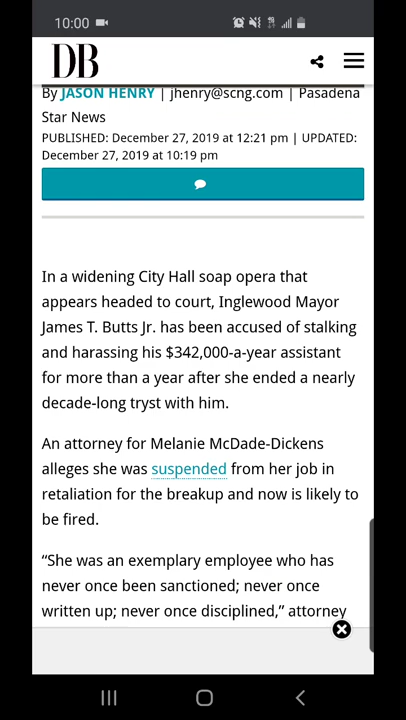 10:00
DB
By JASON HENRY | jhenry@scng.com | Pasadena
Star News
PUBLISHED: December 27, 2019 at 12:21 pm | UPDATED:
December 27, 2019 at 10:19 pm
In a widening City Hall soap opera that
appears headed to court, Inglewood Mayor
James T. Butts Jr. has been accused of stalking
and harassing his $342,000-a-year assistant
for more than a year after she ended a nearly
decade-long tryst with him.
An attorney for Melanie McDade-Dickens
alleges she was suspended from her job in
retaliation for the breakup and now is likely to
be fired.
“She was an exemplary employee who has
never once been sanctioned; never once
written up; never once disciplined,” attorney